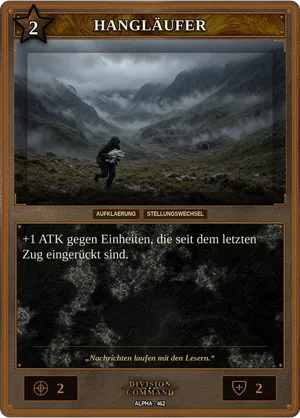 2
HANGLÄUFER
AUFKLAERUNG STELLUNGSWECHSEL
+1 ATK gegen Einheiten, die seit dem letzten
Zug eingerückt sind.
„Nachrichten laufen mit den Lesern.“
2
DIVISION
COMMAND
2
ALPHA - 462